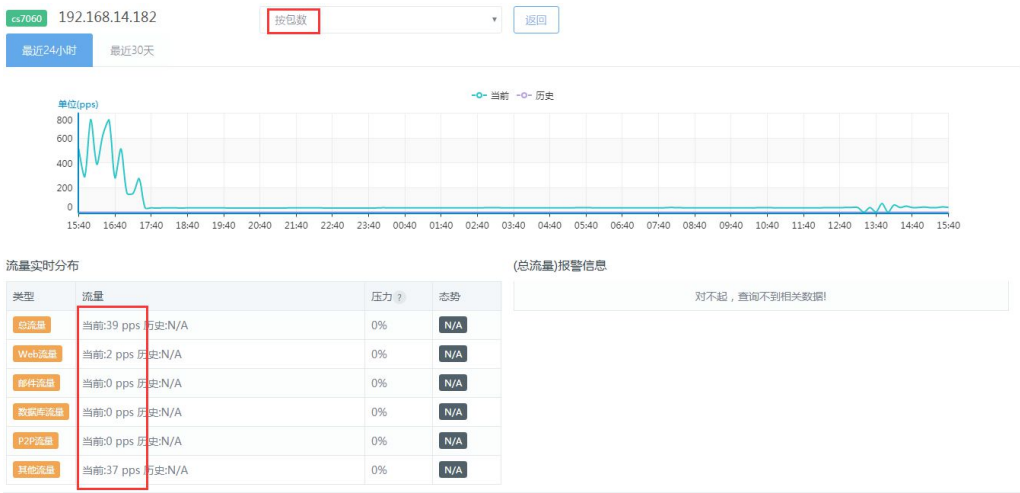 cs7060 192.168.14.182 按包数 返回
最近24小时 最近30天
当前 历史
单位(pps)
800
600
400
200
0
15:40 16:40 17:40 18:40 19:40 20:40 21:40 22:40 23:40 00:40 01:40 02:40 03:40 04:40 05:40 06:40 07:40 08:40 09:40 10:40 11:40 12:40 13:40 14:40 15:40
流量实时分布 (总流量)报警信息
类型 流量 压力 ? 态势 对不起，查询不到相关数据!
总流量 当前:39 pps 历史:N/A 0% N/A
Web流量 当前:2 pps 历史:N/A 0% N/A
邮件流量 当前:0 pps 历史:N/A 0% N/A
数据库流量 当前:0 pps 历史:N/A 0% N/A
P2P流量 当前:0 pps 历史:N/A 0% N/A
其他流量 当前:37 pps 历史:N/A 0% N/A